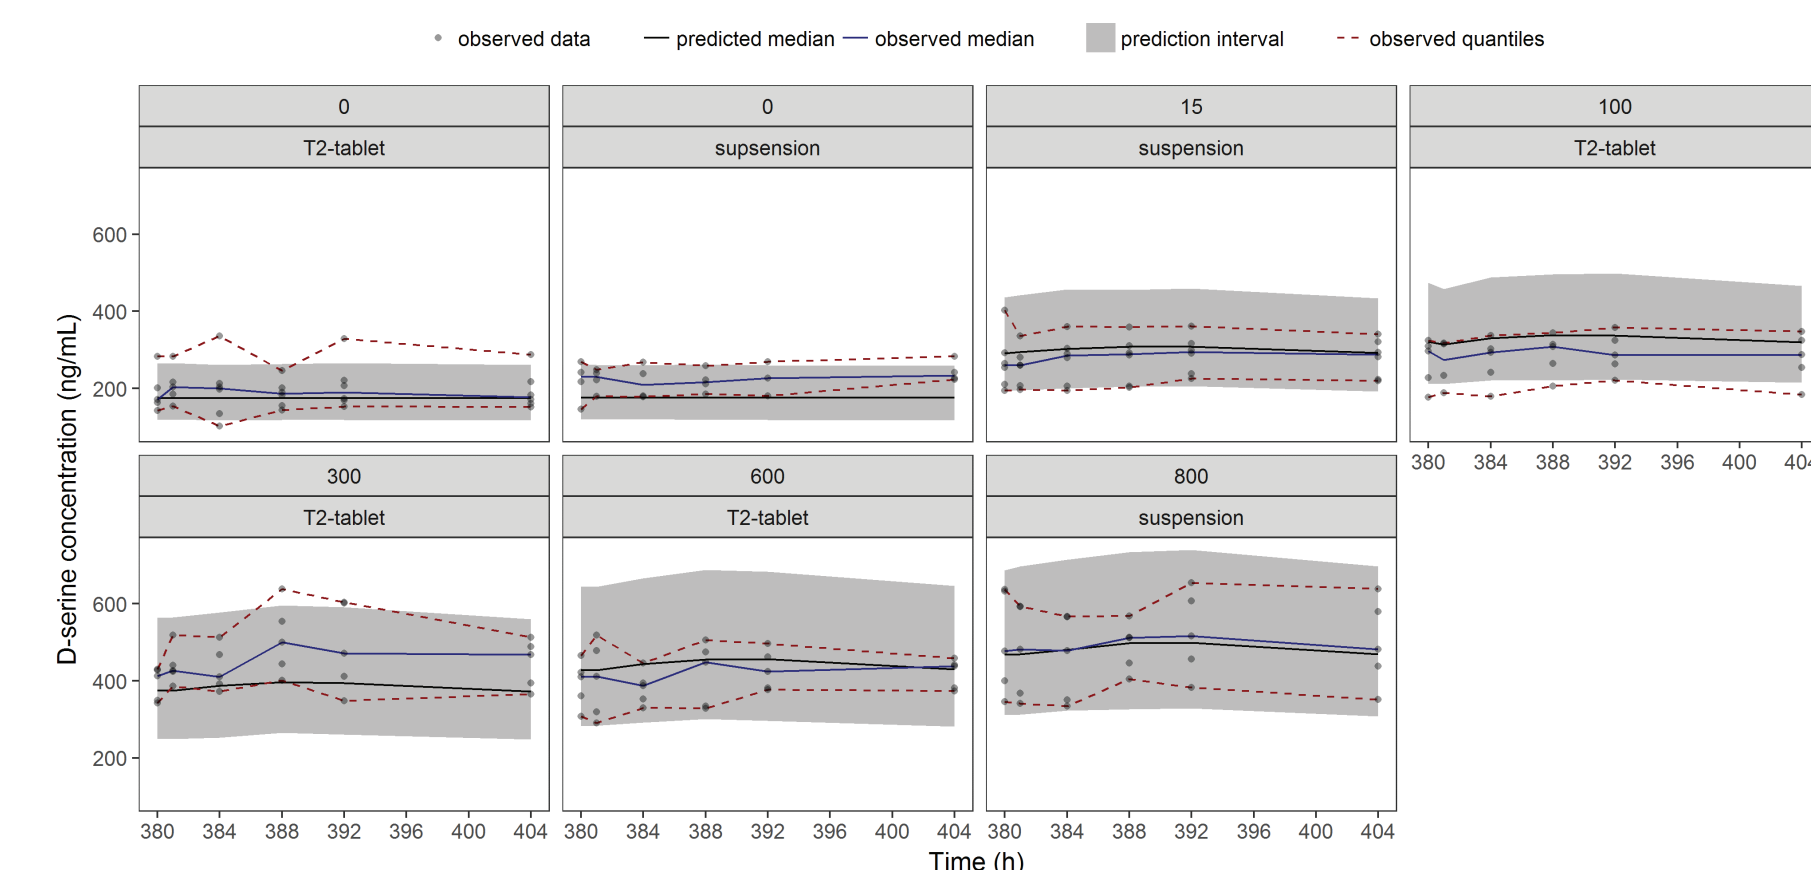 observed data predicted median observed median prediction interval observed quantiles
0 0 15 100
T2-tablet supsension suspension T2-tablet
600
400
200
380 384 388 392 396 400 404
300 600 800
T2-tablet T2-tablet suspension
600
400
200
380 384 388 392 396 400 404 380 384 388 392 396 400 404 380 384 388 392 396 400 404
D-serine concentration (ng/mL)
Time (h)